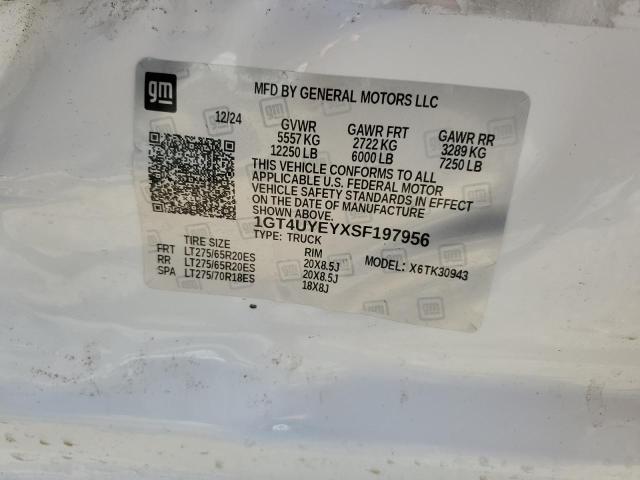 gm
MFD BY GENERAL MOTORS LLC
12/24 GVWR GAWR FRT GAWR RR
5557 KG 2722 KG 3289 KG
12250 LB 6000 LB 7250 LB
THIS VEHICLE CONFORMS TO ALL
APPLICABLE U.S. FEDERAL MOTOR
VEHICLE SAFETY STANDARDS IN EFFECT
ON THE DATE OF MANUFACTURE
SHOWN ABOVE.
1GT4UYEYXSF197956
TYPE: TRUCK
TIRE SIZE RIM MODEL: X6TK30943
FRT LT275/65R20ES 20X8.5J
RR LT275/65R20ES 20X8.5J
SPA LT275/70R18ES 18X8J